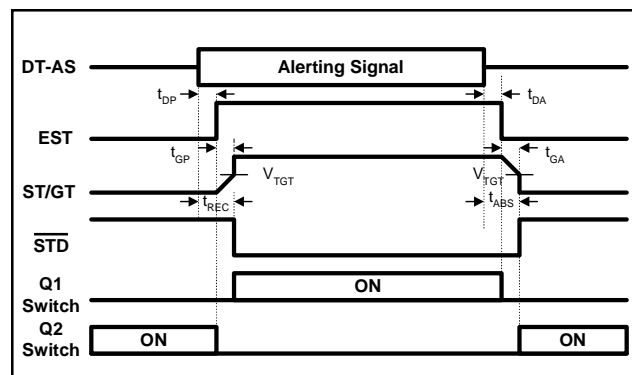 DT-AS
Alerting Signal
tDP
tDA
EST
tGP
tGA
VTGT
VTGT
ST/GT
tREC
tABS
STD
Q1
Switch
ON
Q2
Switch
ON
ON